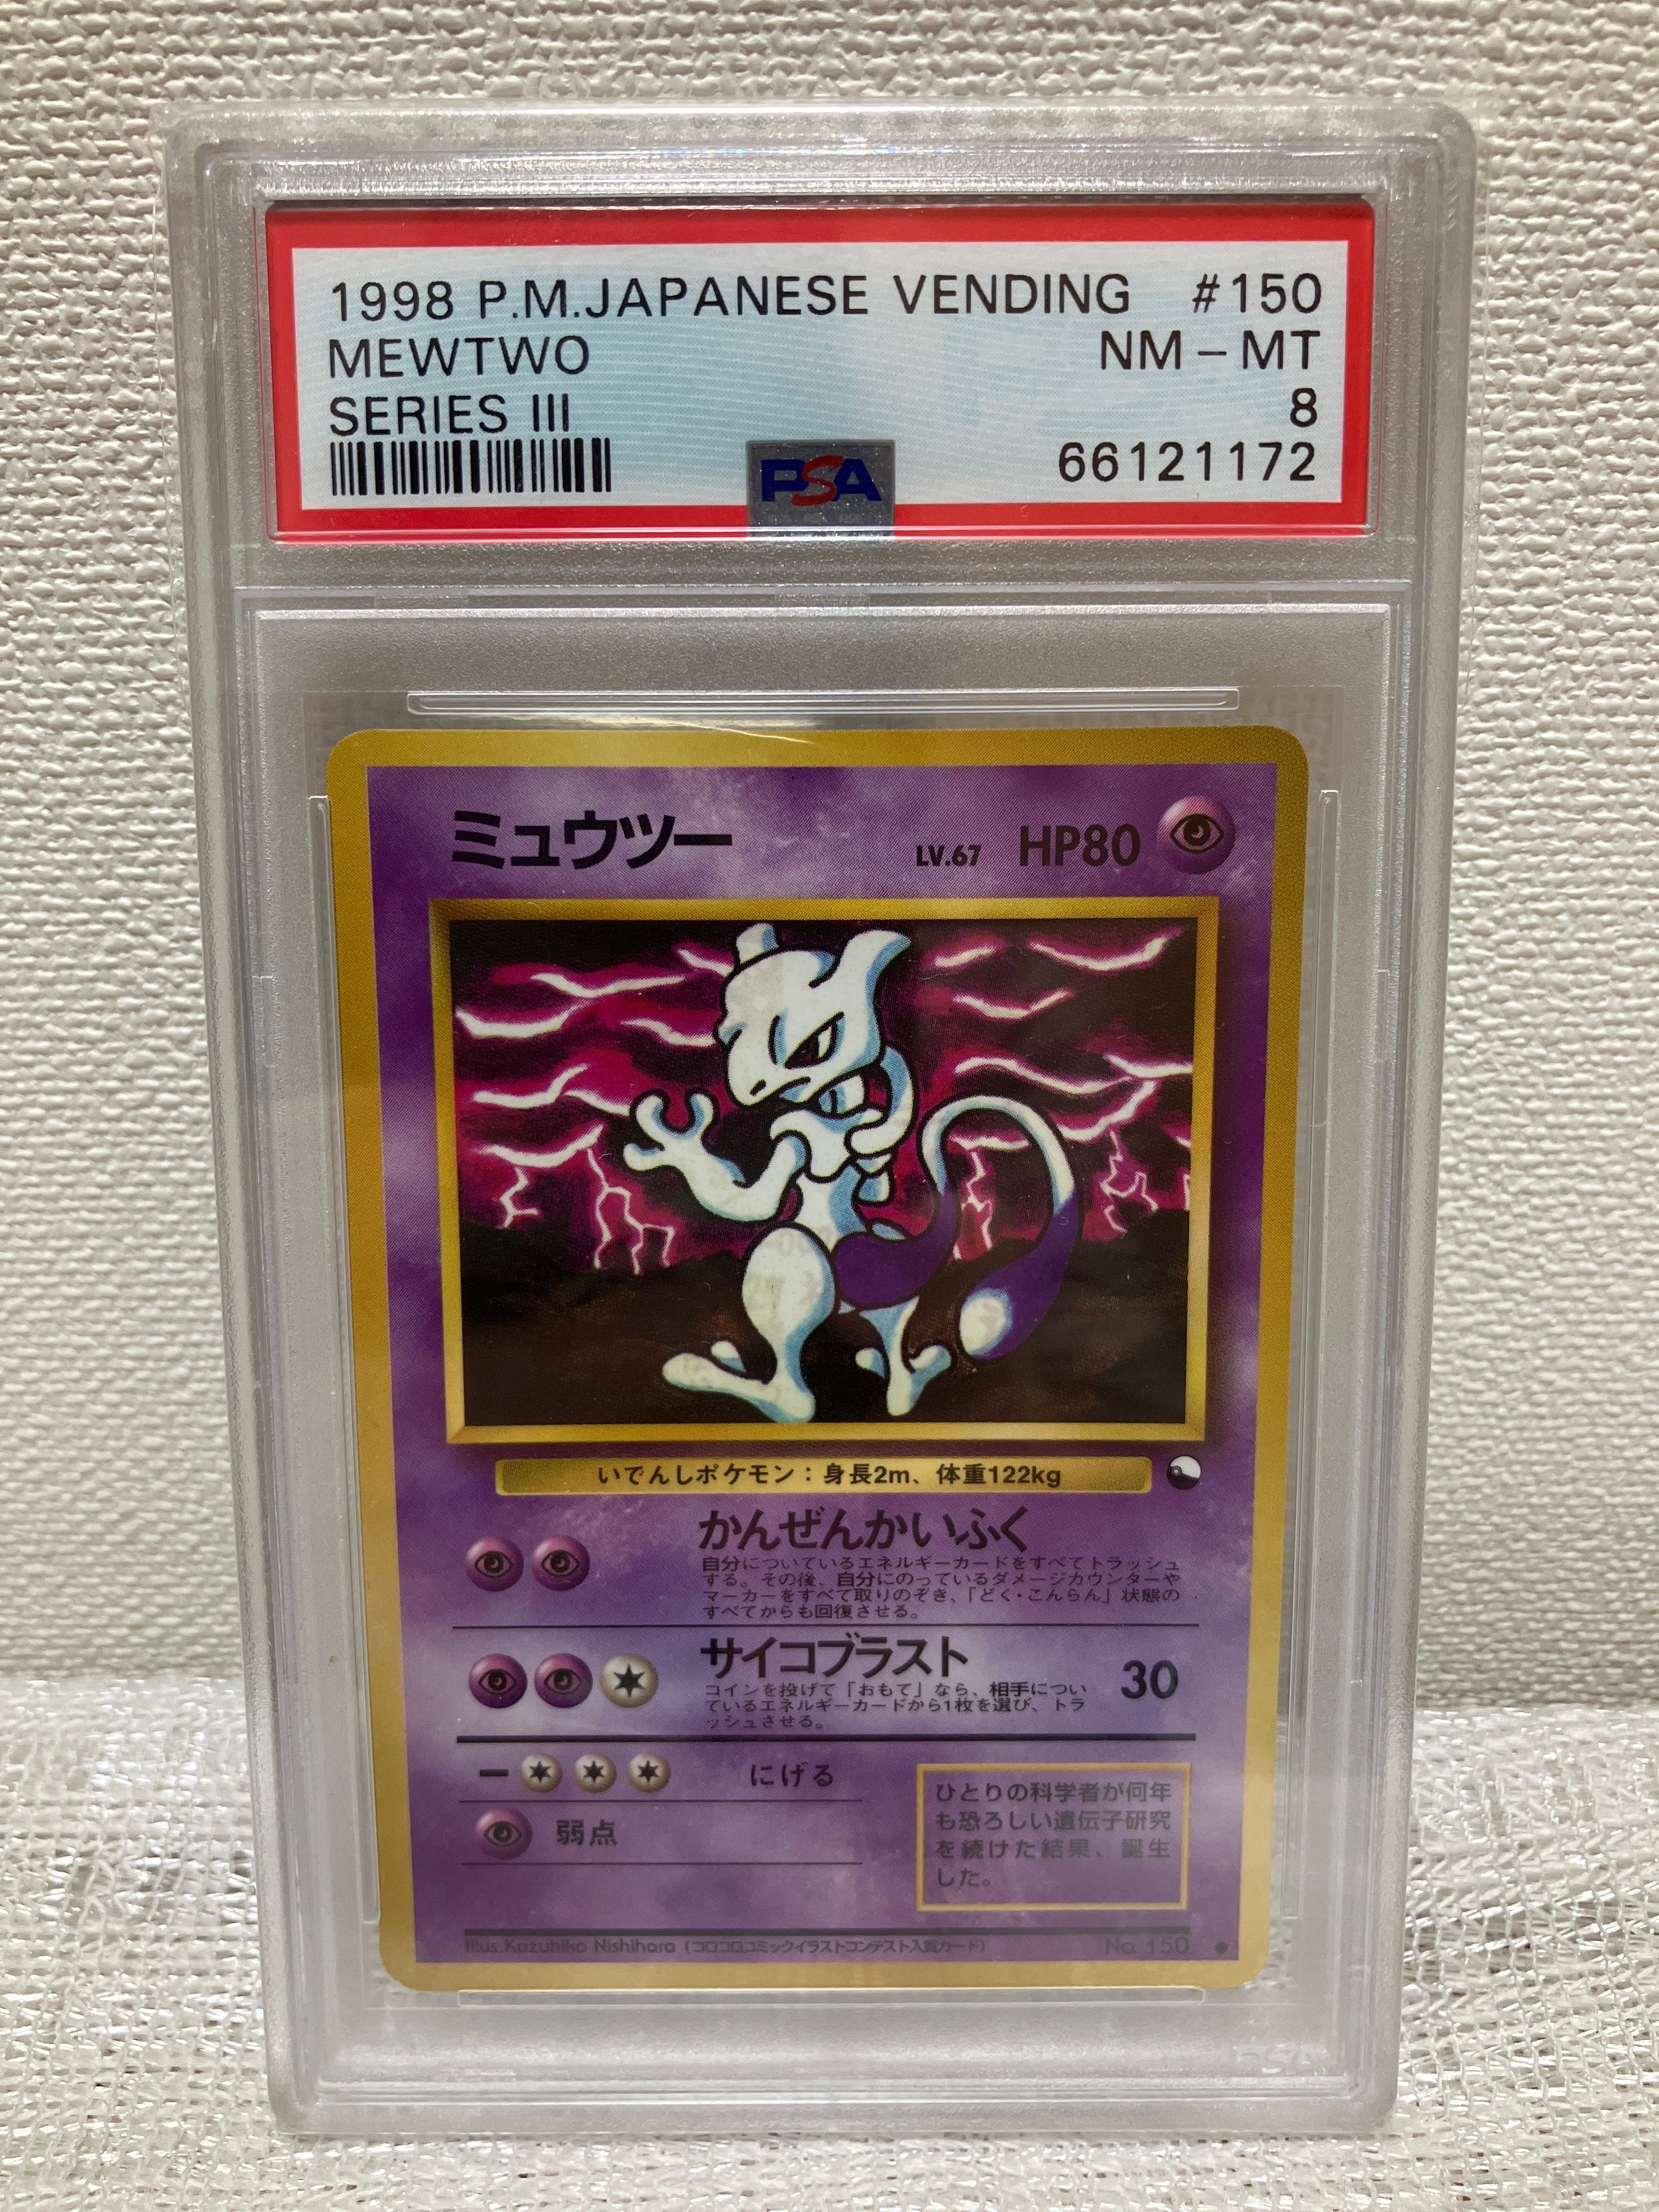 1998 P.M.JAPANESE VENDING #150
MEWTWO NM - MT
SERIES III 8
PSA 66121172
ミュウツー LV.67 HP80
いでんしポケモン：身長2m、体重122kg
かんぜんかいふく
自分についているエネルギーカードをすべてトラッシュ
する。その後、自分にのっているダメージカウンターや
マーカーをすべて取りのぞき、「どく・こんらん」状態の
すべてからも回復させる。
サイコブラスト 30
コインを投げて「おもて」なら、相手につい
ているエネルギーカードから1枚を選び、トラ
ッシュさせる。
にげる
弱点
ひとりの科学者が何年
も恐ろしい遺伝子研究
を続けた結果、誕生
した。
Illus.Kazuhiko Nishihara（コロコロコミックイラストコンテスト入賞カード） No. 150 ●